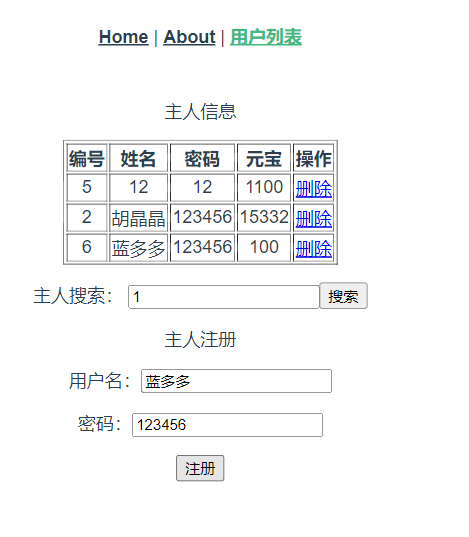 Home | About | 用户列表
主人信息
编号 姓名 密码 元宝 操作
5 12 12 1100 删除
2 胡晶晶 123456 15332 删除
6 蓝多多 123456 100 删除
主人搜索： 1 搜索
主人注册
用户名： 蓝多多
密码： 123456
注册